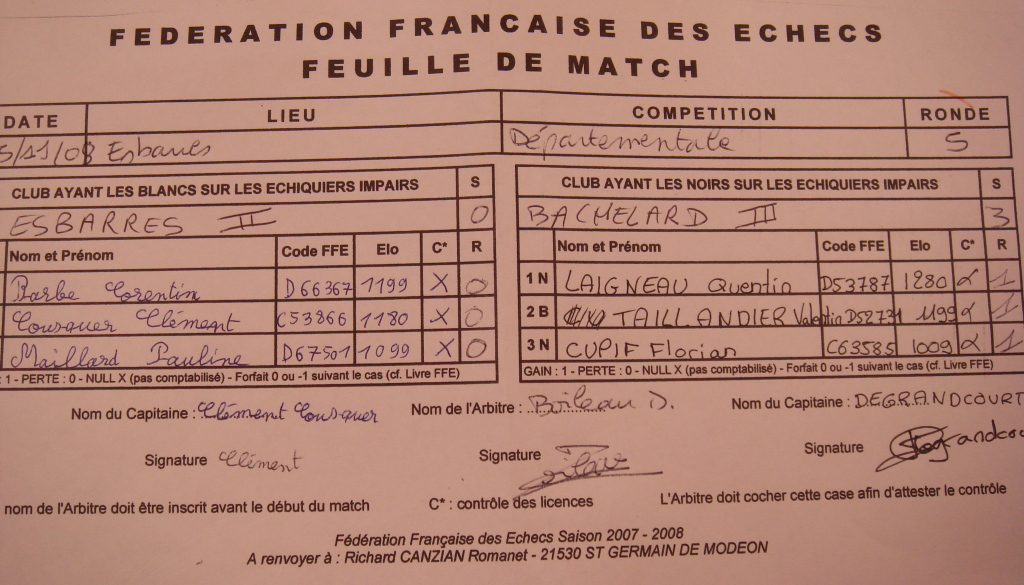 FEDERATION FRANCAISE DES ECHECS
FEUILLE DE MATCH
DATE LIEU COMPETITION RONDE
5/11/08 Esbarres Départementale 5
CLUB AYANT LES BLANCS SUR LES ECHIQUIERS IMPAIRS S CLUB AYANT LES NOIRS SUR LES ECHIQUIERS IMPAIRS S
ESBARRES II 0 BACHELARD III 3
Nom et Prénom Code FFE Elo C* R Nom et Prénom Code FFE Elo C* R
Barbe Corentin D66367 1199 X 0 1 N LAIGNEAU Quentin D53787 1280 α 1
Cousquer Clément C53866 1180 X 0 2 B TAILLANDIER Valentin D52731 1199 α 1
Maillard Pauline D67501 1099 X 0 3 N CUPIF Florian C63585 1009 α 1
: 1 - PERTE : 0 - NULL X (pas comptabilisé) - Forfait 0 ou -1 suivant le cas (cf. Livre FFE) GAIN : 1 - PERTE : 0 - NULL X (pas comptabilisé) - Forfait 0 ou -1 suivant le cas (cf. Livre FFE)
Nom du Capitaine : Clément Cousquer Nom de l'Arbitre : Boileau D. Nom du Capitaine : DEGRANDCOURT
Signature Clément Signature Signature
nom de l'Arbitre doit être inscrit avant le début du match C* : contrôle des licences L'Arbitre doit cocher cette case afin d'attester le contrôle
Fédération Française des Echecs Saison 2007 - 2008
A renvoyer à : Richard CANZIAN Romanet - 21530 ST GERMAIN DE MODEON